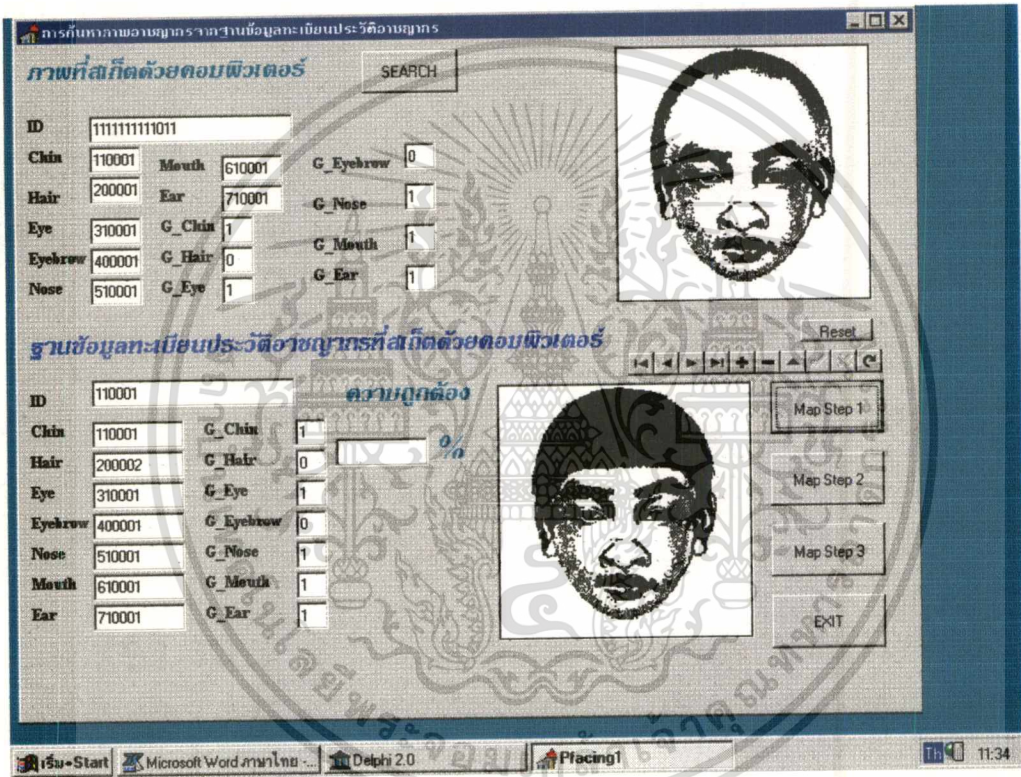 การค้นหาภาพอาชญากรจากฐานข้อมูลทะเบียนประวัติอาชญากร
ภาพที่สเก็ตด้วยคอมพิวเตอร์ SEARCH
ID 1111111111011
Chin 110001 Mouth 610001 G_Eyebrow 0
Hair 200001 Ear 710001 G_Nose 1
Eye 310001 G_Chin 1 G_Mouth 1
Eyebrow 400001 G_Hair 0 G_Ear 1
Nose 510001 G_Eye 1
ฐานข้อมูลทะเบียนประวัติอาชญากรที่สเก็ตด้วยคอมพิวเตอร์ Reset
ID 110001 ความถูกต้อง Map Step 1
Chin 110001 G_Chin 1 %
Hair 200002 G_Hair 0 Map Step 2
Eye 310001 G_Eye 1
Eyebrow 400001 G_Eyebrow 0
Nose 510001 G_Nose 1 Map Step 3
Mouth 610001 G_Mouth 1
Ear 710001 G_Ear 1 EXIT
เริ่ม-Start Microsoft Word ภาษาไทย -... Delphi 2.0 Pfacing1 Th 11:34